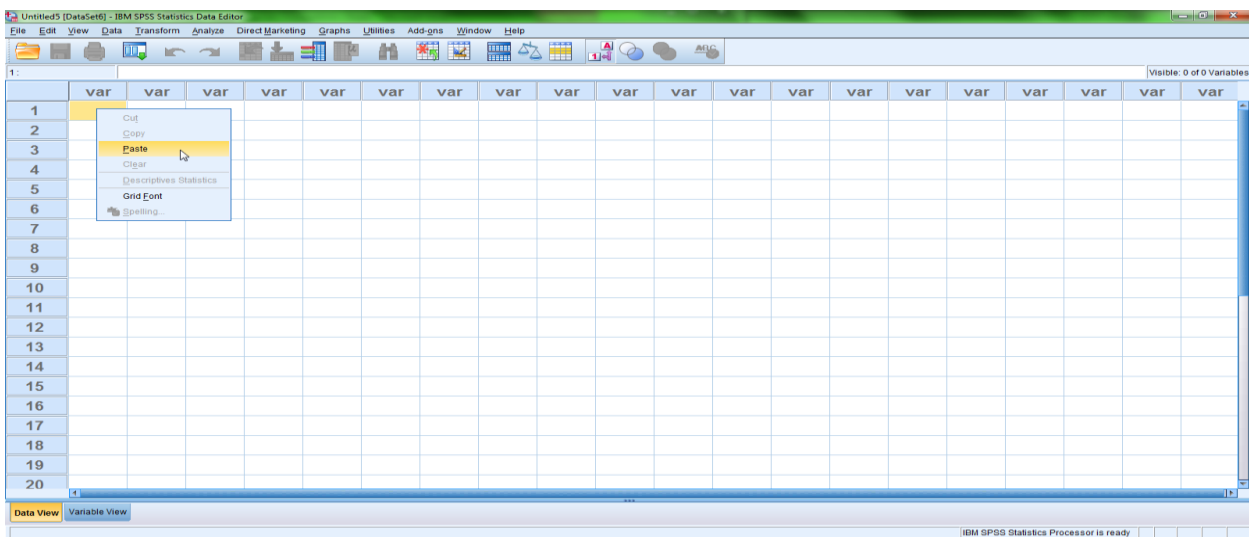 Untitled5 [DataSet6] - IBM SPSS Statistics Data Editor
File Edit View Data Transform Analyze Direct Marketing Graphs Utilities Add-ons Window Help
1 :
Visible: 0 of 0 Variables
var var var var var var var var var var var var var var var var var var var var
1
Cut
2
Copy
3
Paste
4
Clear
Descriptives Statistics
5
Grid Font
6
Spelling...
7
8
9
10
11
12
13
14
15
16
17
18
19
20
Data View Variable View
IBM SPSS Statistics Processor is ready